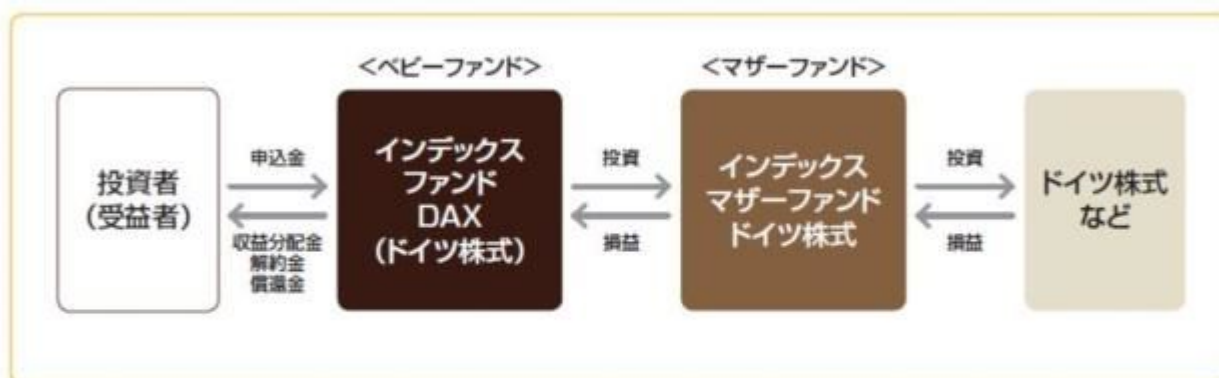 <ベビーファンド>
<マザーファンド>
投資者
(受益者)
申込金
収益分配金
解約金
償還金
インデックス
ファンド
DAX
(ドイツ株式)
投資
損益
インデックス
マザーファンド
ドイツ株式
投資
損益
ドイツ株式
など